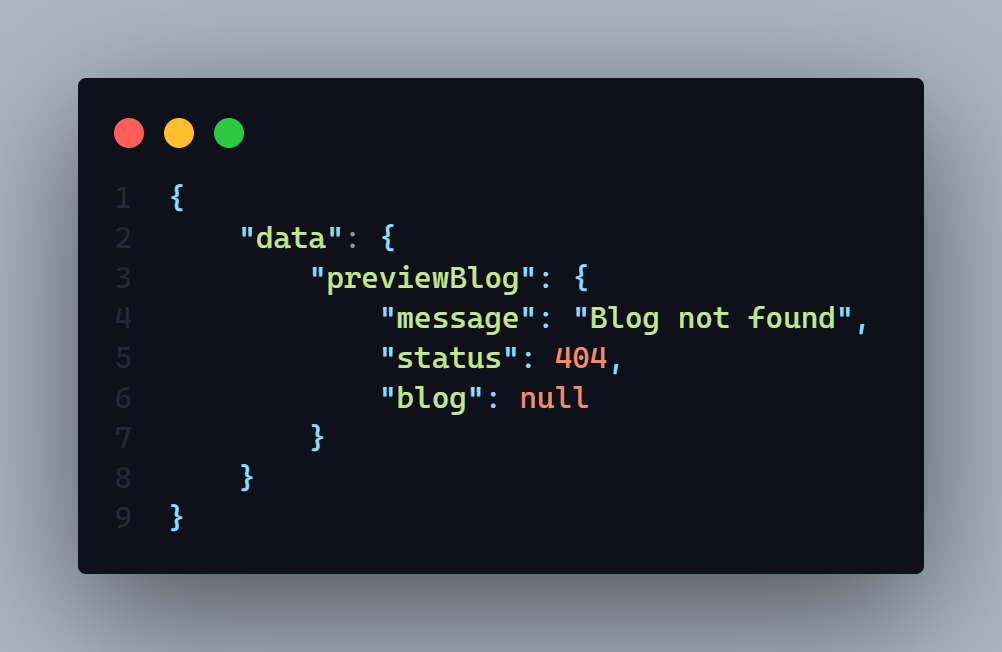 1 {
2     "data": {
3         "previewBlog": {
4             "message": "Blog not found",
5             "status": 404,
6             "blog": null
7         }
8     }
9 }